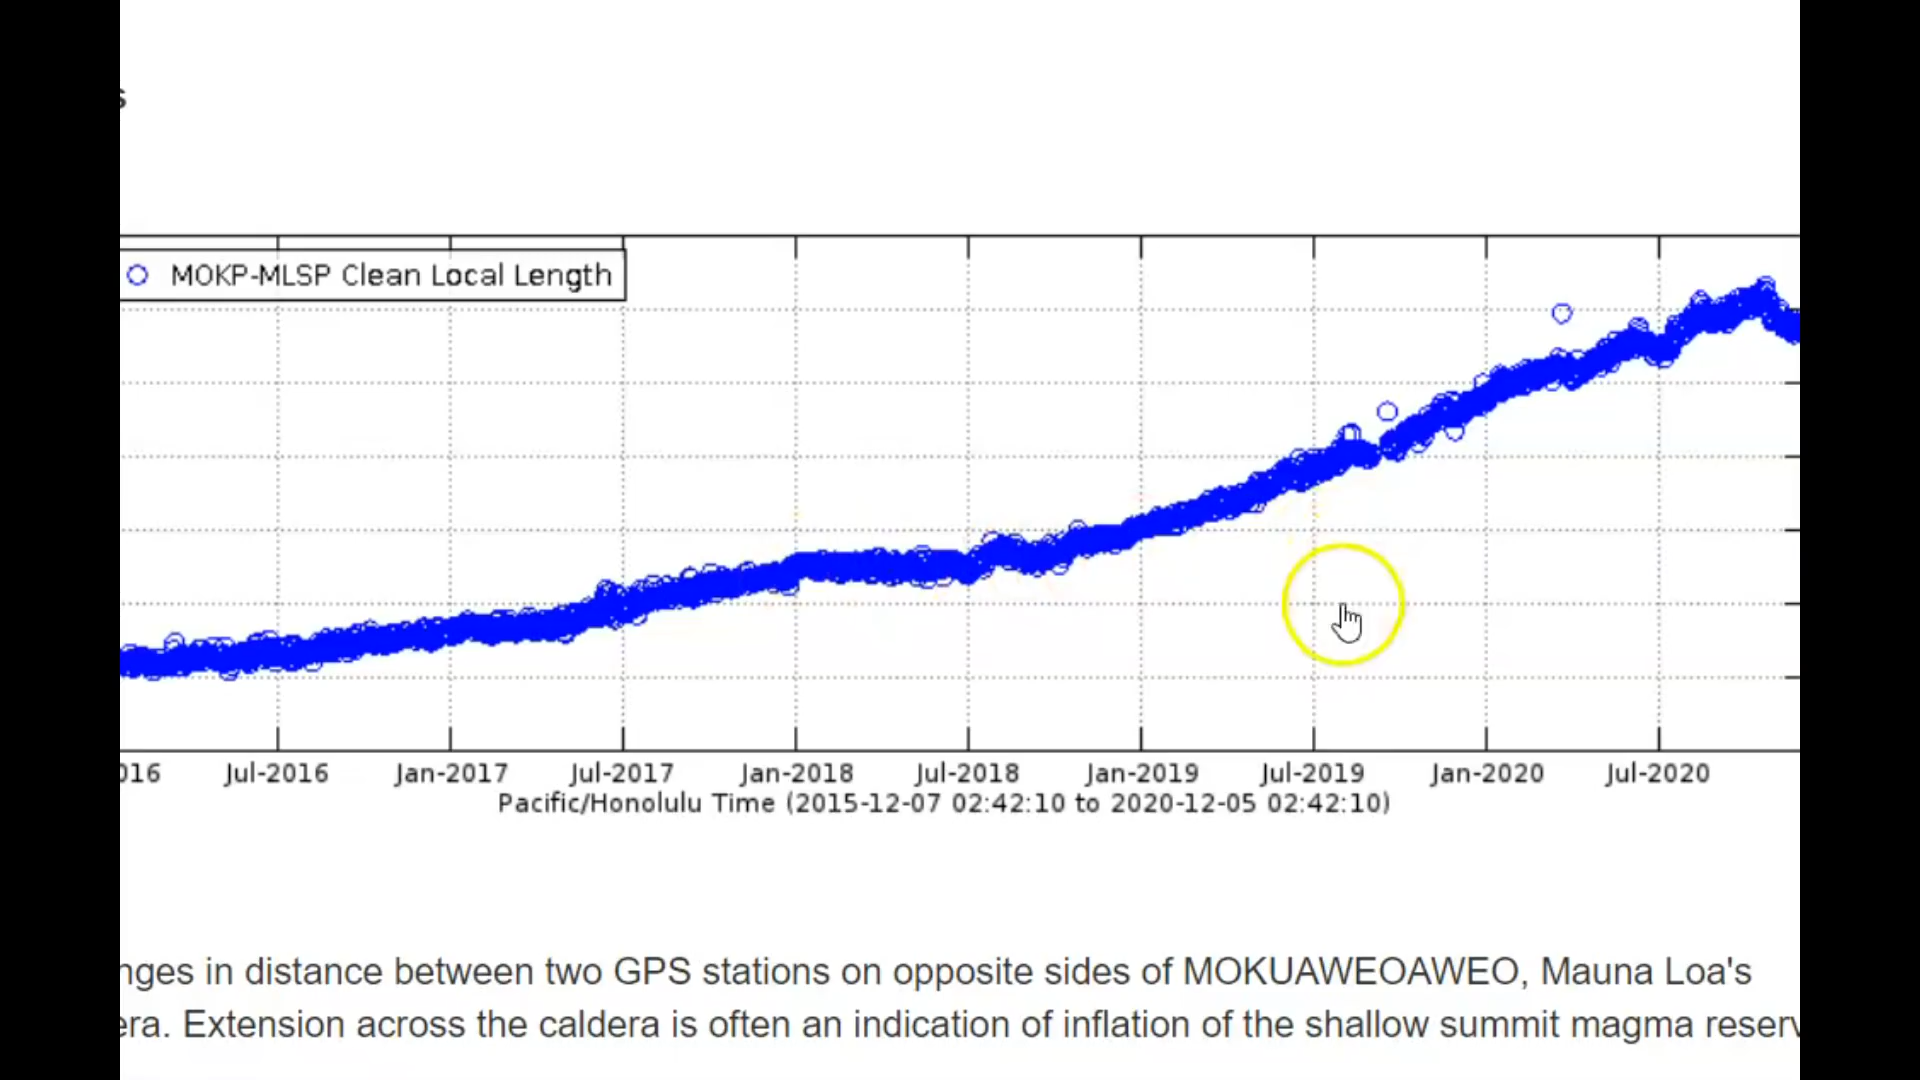 s
MOKP-MLSP Clean Local Length
016 Jul-2016 Jan-2017 Jul-2017 Jan-2018 Jul-2018 Jan-2019 Jul-2019 Jan-2020 Jul-2020
Pacific/Honolulu Time (2015-12-07 02:42:10 to 2020-12-05 02:42:10)
nges in distance between two GPS stations on opposite sides of MOKUAWEOAWEO, Mauna Loa's
era. Extension across the caldera is often an indication of inflation of the shallow summit magma reserv